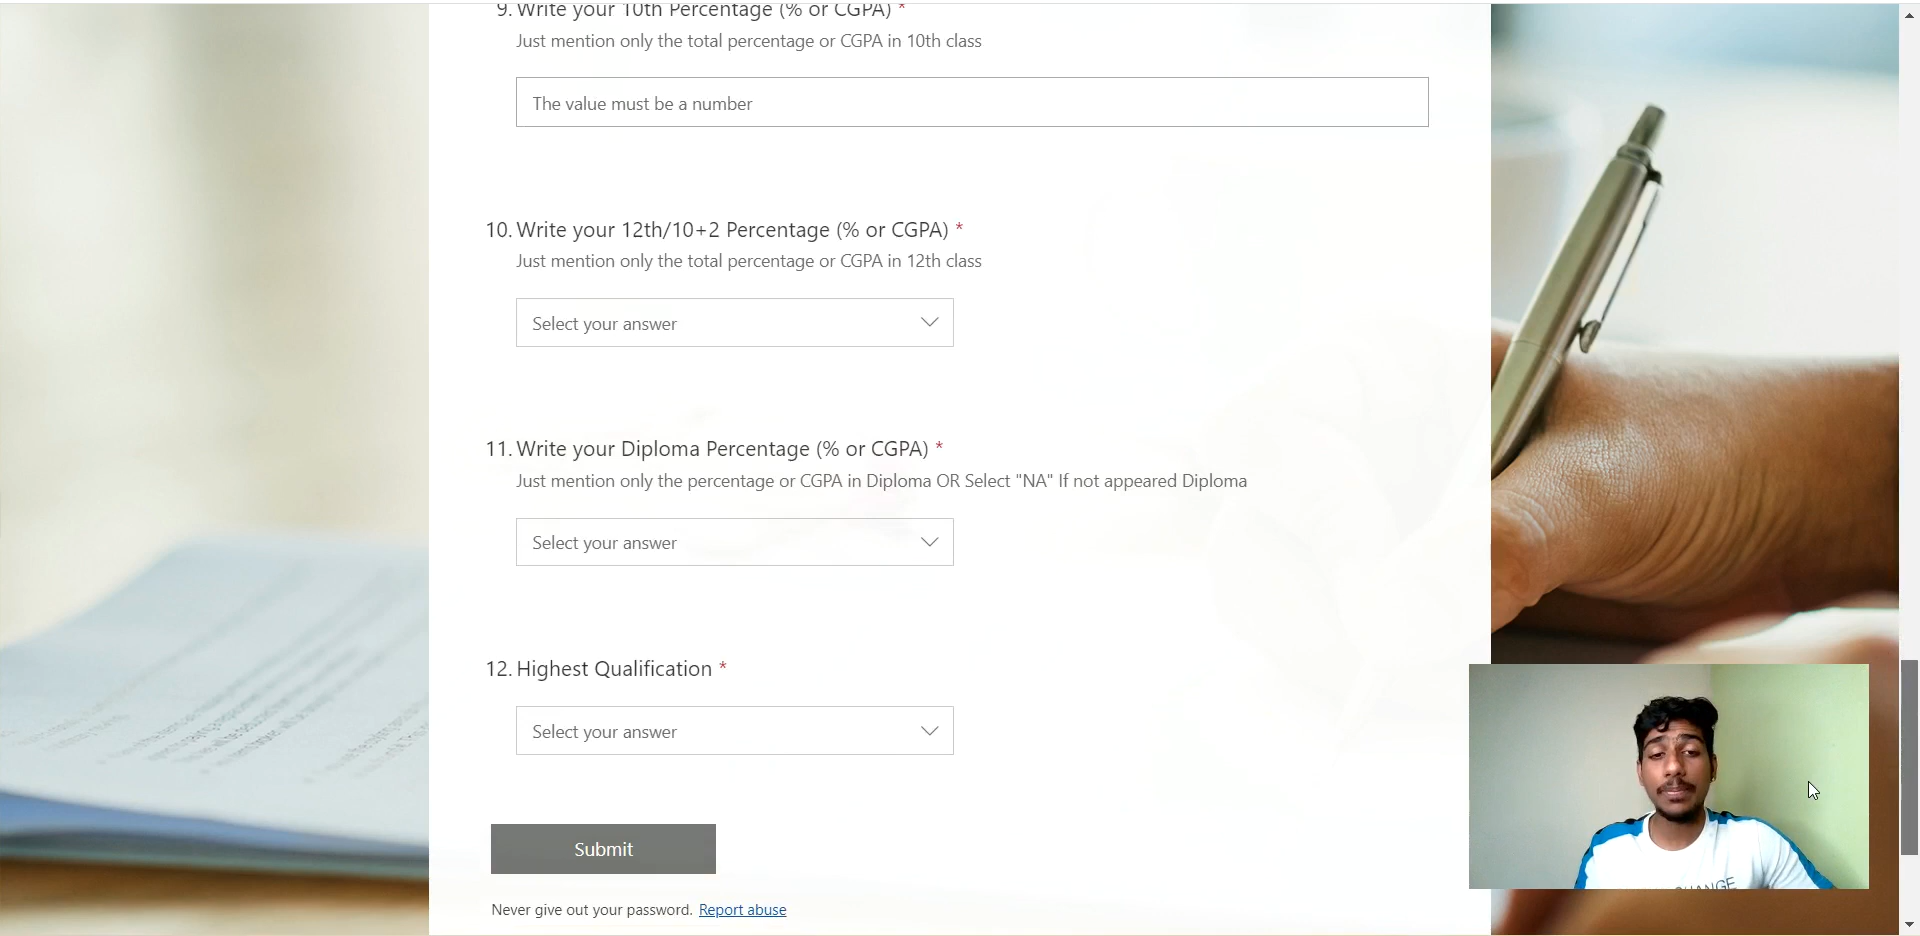 9. Write your 10th Percentage (% or CGPA) *
Just mention only the total percentage or CGPA in 10th class
The value must be a number
10. Write your 12th/10+2 Percentage (% or CGPA) *
Just mention only the total percentage or CGPA in 12th class
Select your answer
11. Write your Diploma Percentage (% or CGPA) *
Just mention only the percentage or CGPA in Diploma OR Select "NA" If not appeared Diploma
Select your answer
12. Highest Qualification *
Select your answer
Submit
Never give out your password. Report abuse